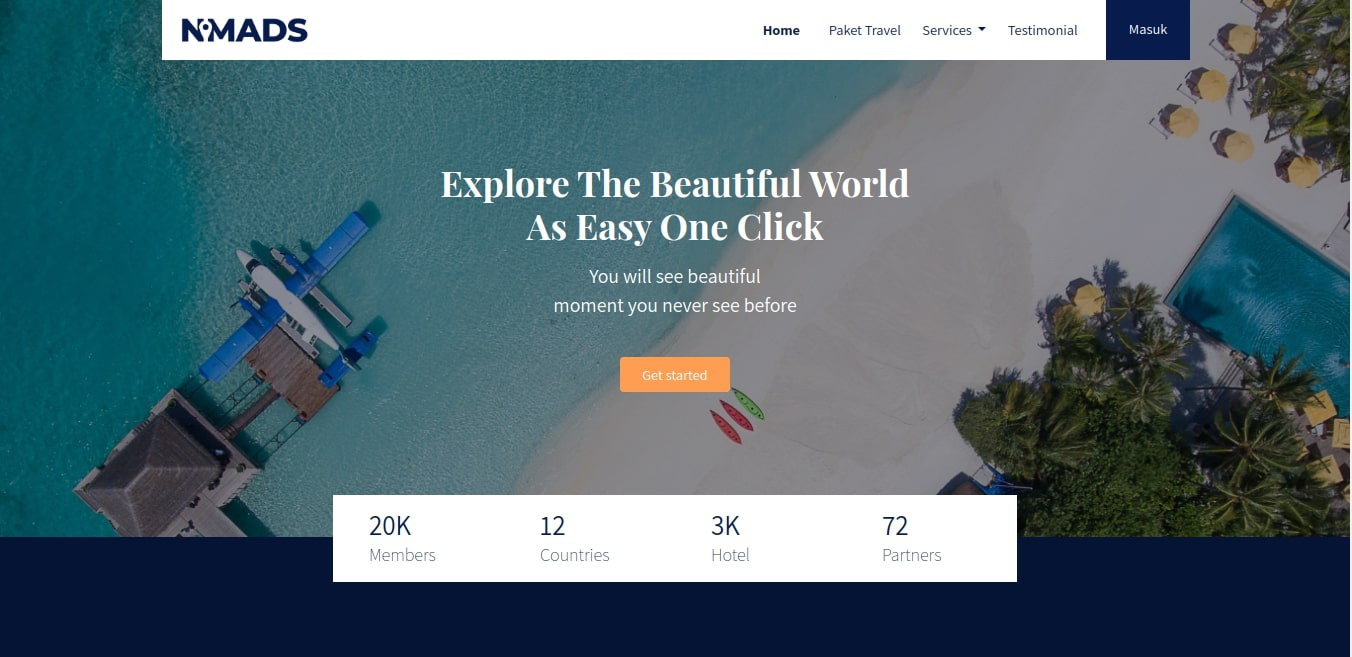 NOMADS
Home Paket Travel Services Testimonial Masuk
Explore The Beautiful World
As Easy One Click
You will see beautiful
moment you never see before
Get started
20K 12 3K 72
Members Countries Hotel Partners